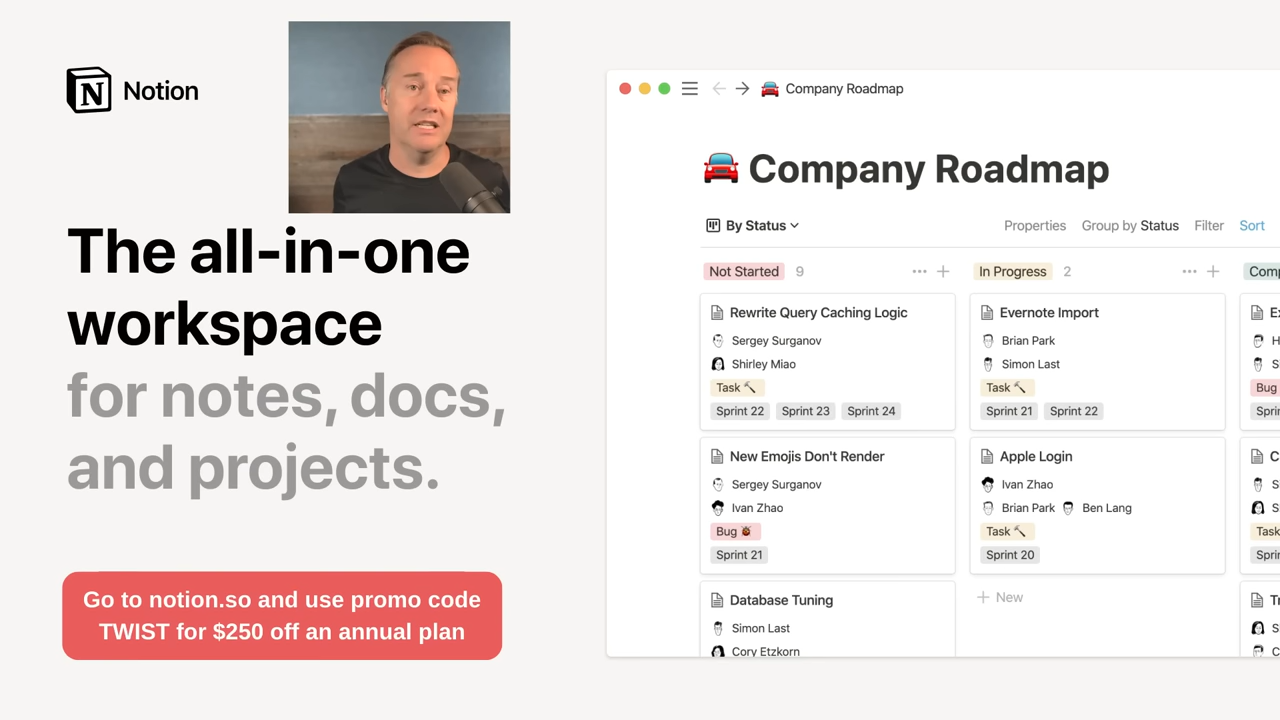 Notion
The all-in-one
workspace
for notes, docs,
and projects.
Go to notion.so and use promo code
TWIST for $250 off an annual plan
Company Roadmap
Company Roadmap
By Status
Properties Group by Status Filter Sort
Not Started 9
Rewrite Query Caching Logic
Sergey Surganov
Shirley Miao
Task
Sprint 22 Sprint 23 Sprint 24
New Emojis Don't Render
Sergey Surganov
Ivan Zhao
Bug
Sprint 21
Database Tuning
Simon Last
Cory Etzkorn
In Progress 2
Evernote Import
Brian Park
Simon Last
Task
Sprint 21 Sprint 22
Apple Login
Ivan Zhao
Brian Park Ben Lang
Task
Sprint 20
+ New
Bug
Task